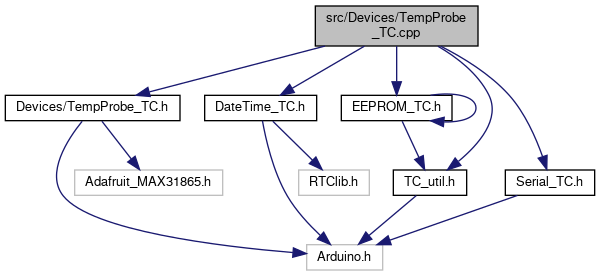 src/Devices/TempProbe
_TC.cpp
Devices/TempProbe_TC.h
DateTime_TC.h
EEPROM_TC.h
Adafruit_MAX31865.h
RTClib.h
TC_util.h
Serial_TC.h
Arduino.h